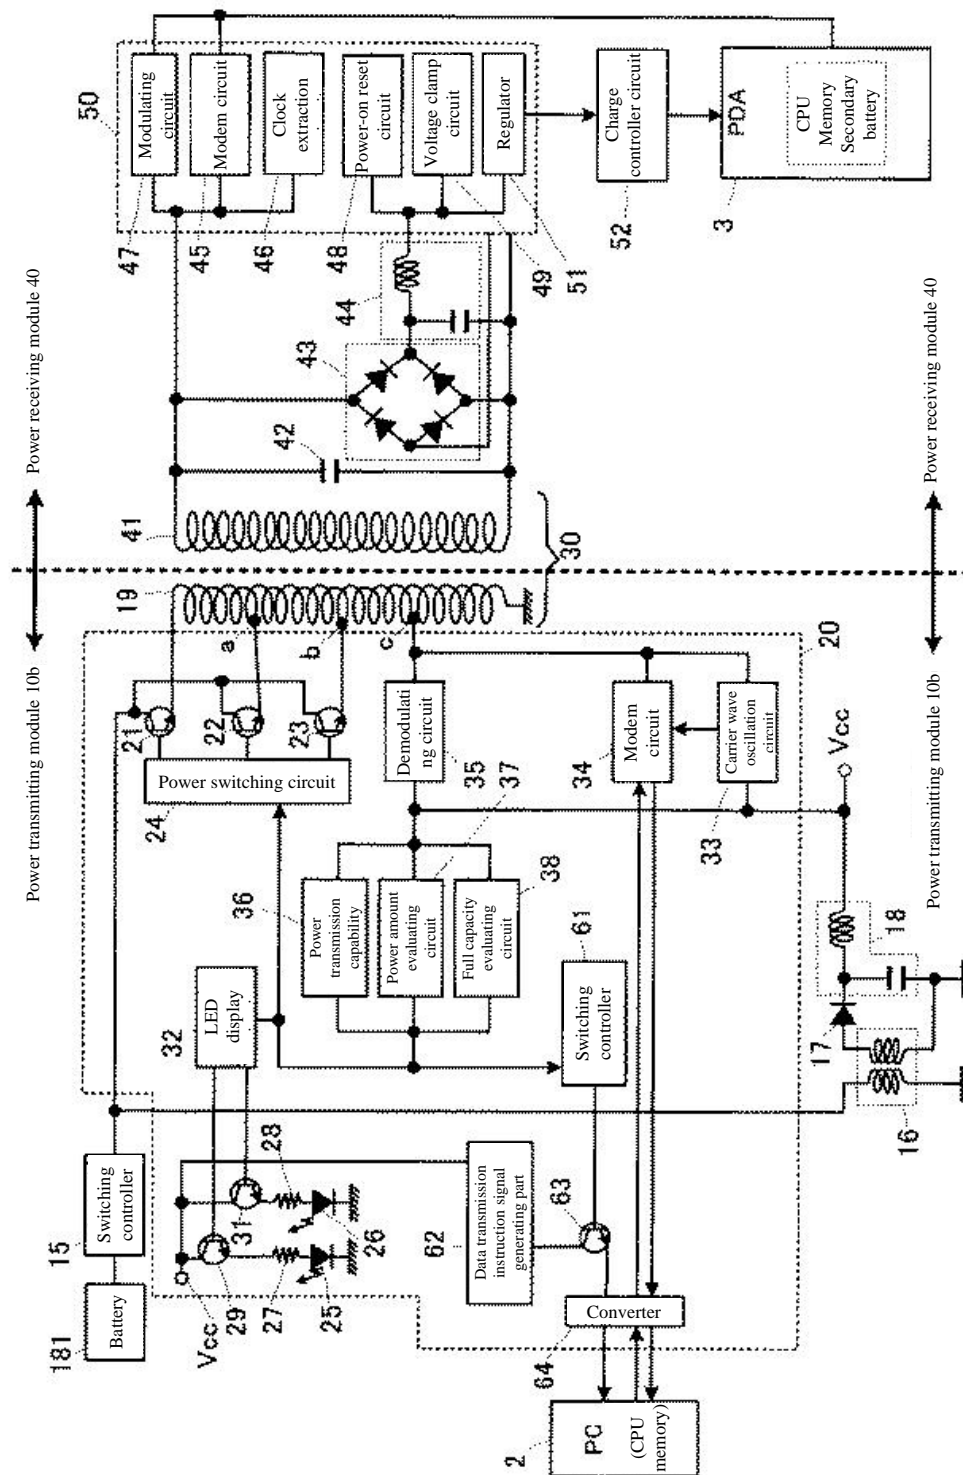 Power transmitting module 10b
Power receiving module 40
181
Battery
15
Switching
controller
Vcc
29
31
27
28
25
26
32
LED
display
24
Power switching circuit
21
22
23
19
a
b
c
41
30
42
43
44
50
47
Modulating
circuit
45
Modem circuit
46
Clock
extraction
48
Power-on reset
circuit
49
Voltage clamp
circuit
51
Regulator
52
Charge
controller circuit
3
PDA
CPU
Memory
Secondary
battery
36
Power
transmission
capability
37
Power amount
evaluating
circuit
38
Full capacity
evaluating
circuit
35
Demodulati
ng circuit
34
Modem
circuit
33
Carrier wave
oscillation
circuit
20
61
Switching
controller
62
Data transmission
instruction signal
generating part
63
64
Converter
2
PC
(CPU
memory)
16
17
18
Vcc
Power transmitting module 10b
Power receiving module 40